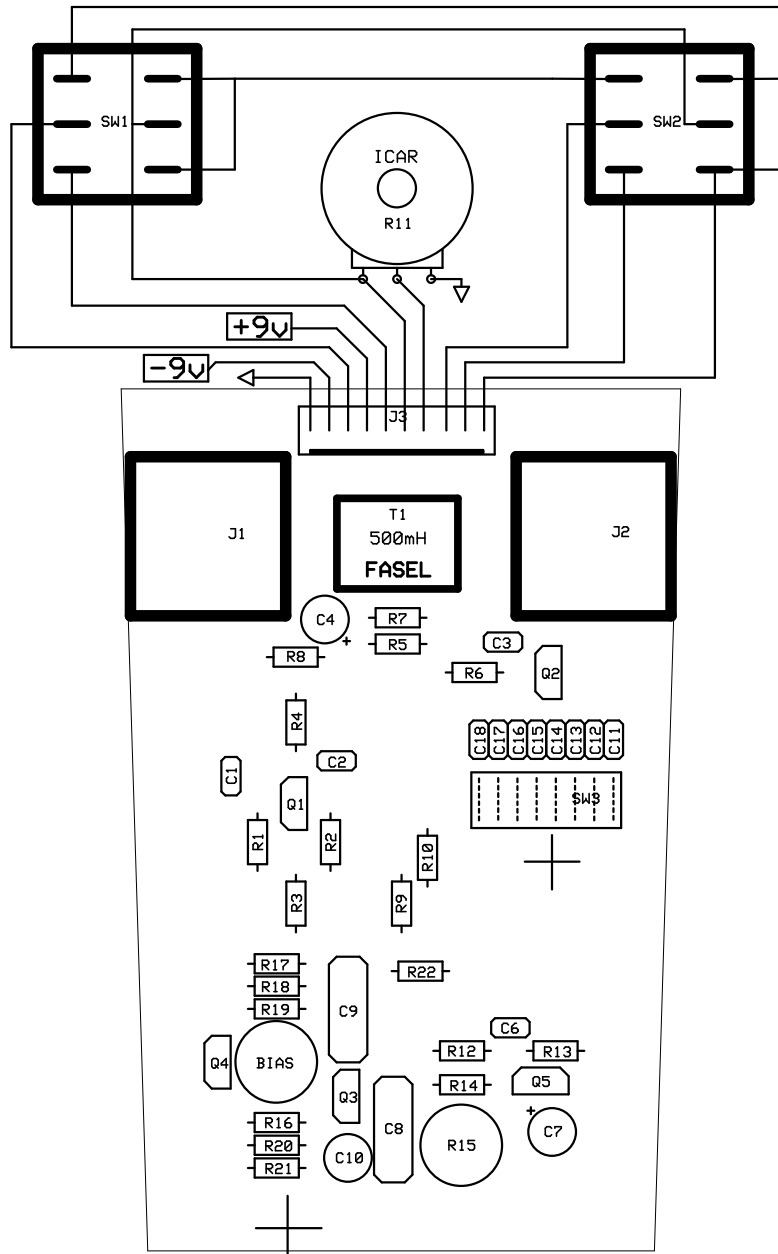 SW1
SW2
ICAR
R11
+9v
-9v
J3
J1
T1
500mH
FASEL
J2
C4
+
R7
R5
C3
R8
R6
Q2
R4
C18
C17
C16
C15
C14
C13
C12
C11
C1
C2
Q1
SW3
R1
R2
R10
R3
R9
R17
R18
R19
R22
C9
C6
Q4
BIAS
R12
R13
R14
Q5
Q3
+
R16
C8
C7
R20
R15
C10
R21